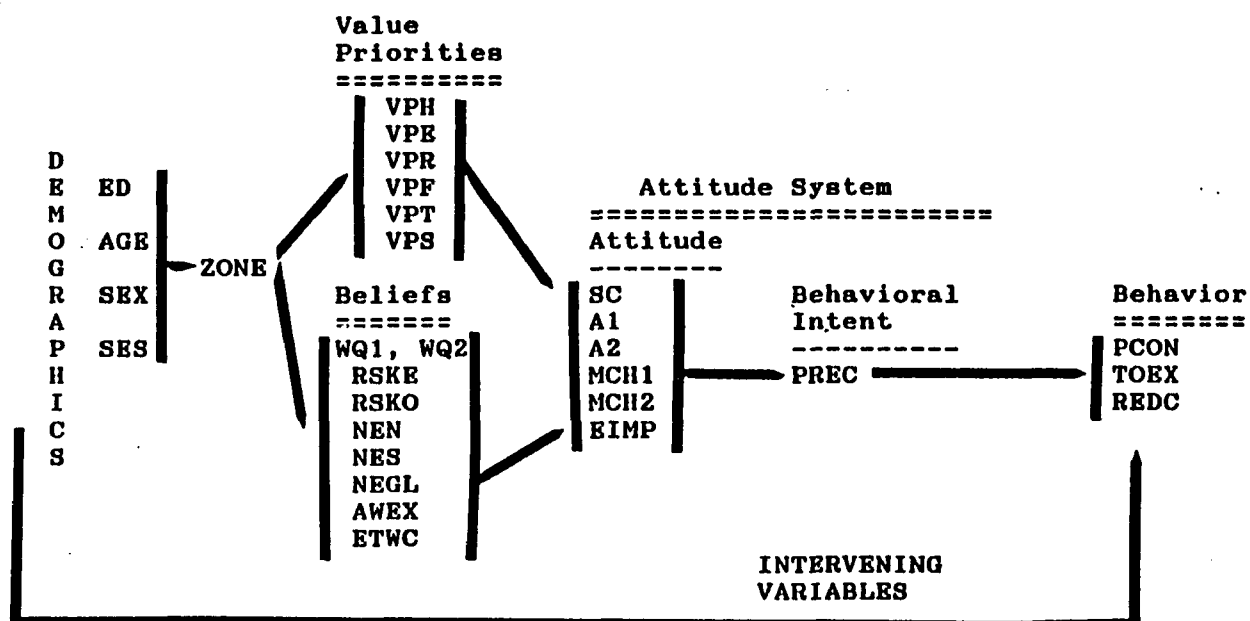 Value
Priorities
==========
VPH
VPE
VPR
VPF
VPT
VPS
DEMOGRAPHICS
ED
AGE
SEX
SES
ZONE
Beliefs
=======
WQ1, WQ2
RSKE
RSKO
NEN
NES
NEGL
AWEX
ETWC
Attitude System
========================
Attitude
--------
SC
A1
A2
MCH1
MCH2
EIMP
Behavioral
Intent
----------
PREC
Behavior
========
PCON
TOEX
REDC
INTERVENING
VARIABLES